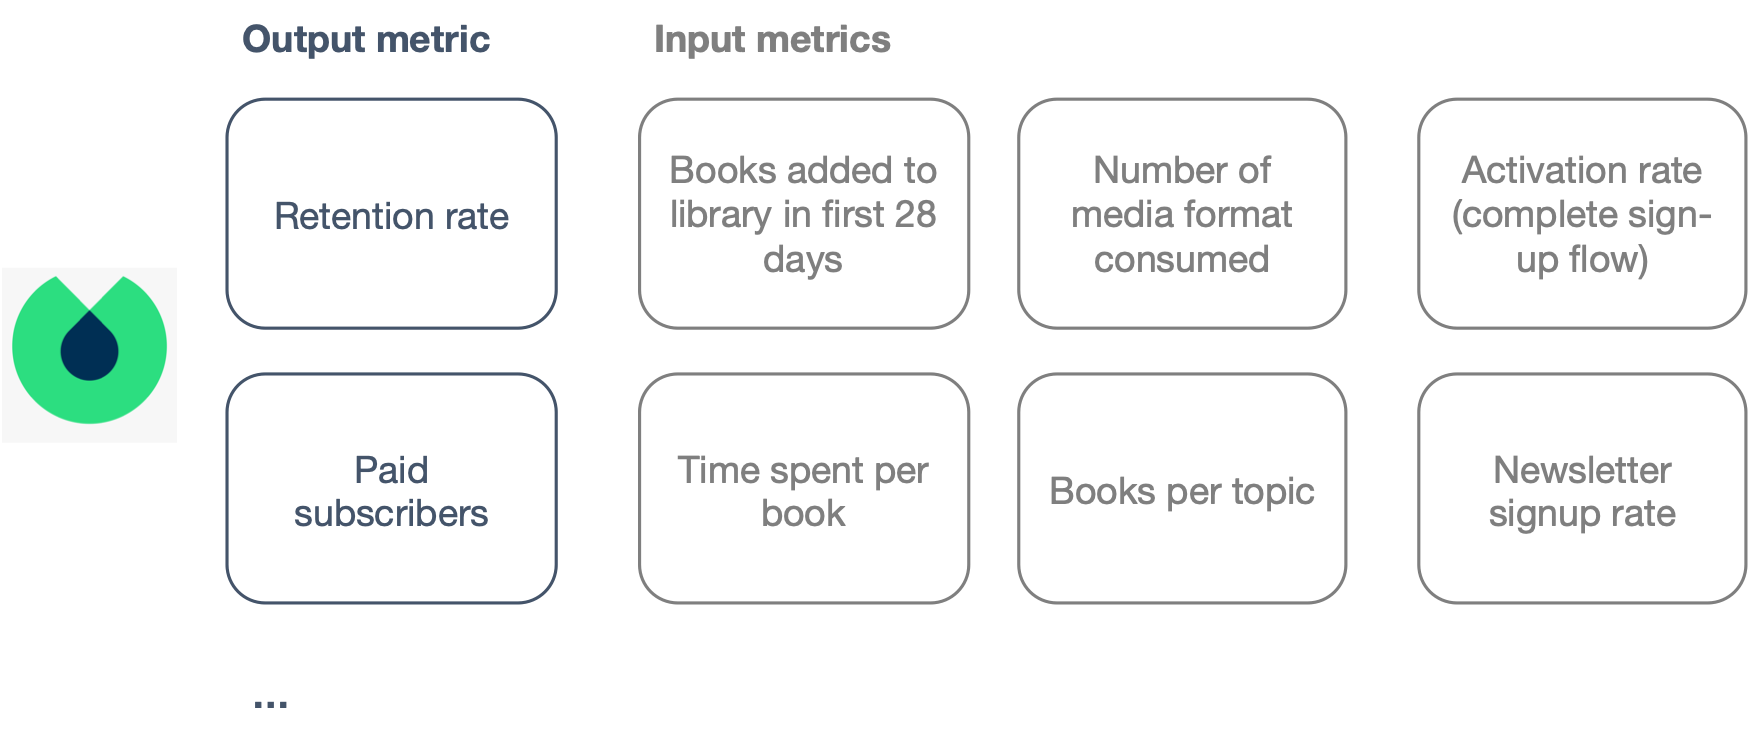 Output metric
Input metrics
Retention rate
Books added to
library in first 28
days
Number of
media format
consumed
Activation rate
(complete sign-
up flow)
Paid
subscribers
Time spent per
book
Books per topic
Newsletter
signup rate
...